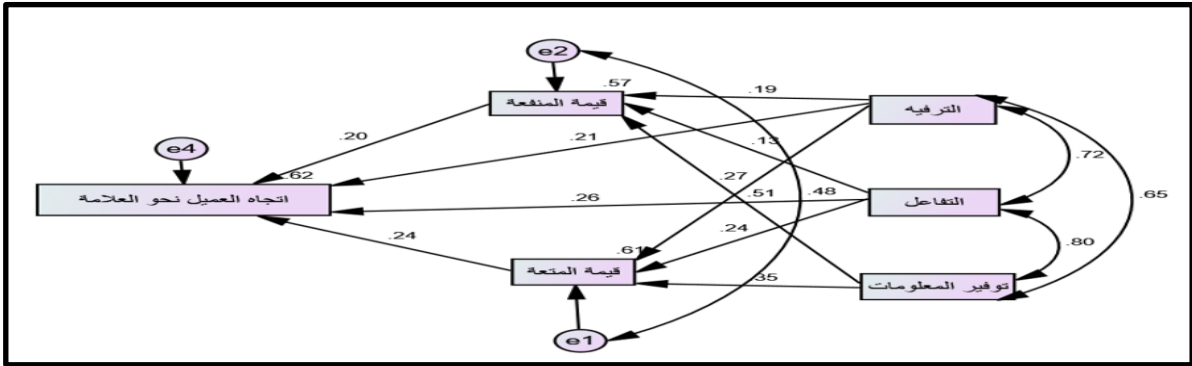 e2
.57
قيمة المنفعة
.19
الترفيه
.20
.21
.13
.72
e4
.62
.27
.51
.48
.65
اتجاه العميل نحو العلامة
.26
التفاعل
.24
.24
.80
.61
قيمة المتعة
.35
توفير المعلومات
e1